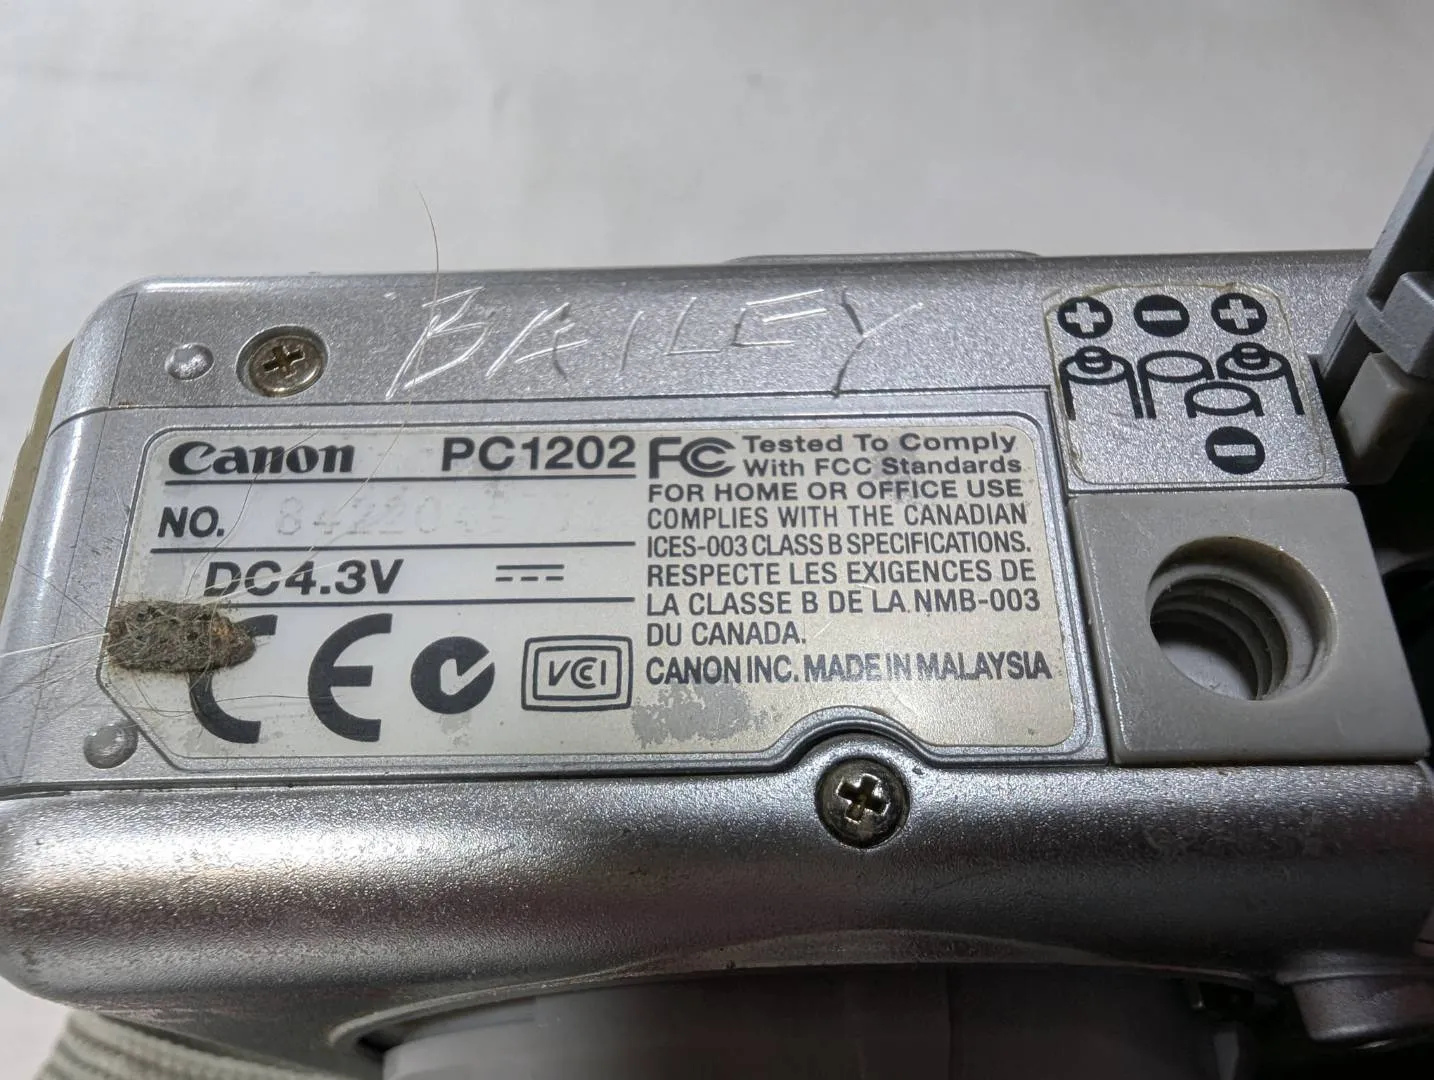 BAILEY
Canon PC1202
NO.
DC4.3V
CE
VCI
FC Tested To Comply
With FCC Standards
FOR HOME OR OFFICE USE
COMPLIES WITH THE CANADIAN
ICES-003 CLASS B SPECIFICATIONS.
RESPECTE LES EXIGENCES DE
LA CLASSE B DE LA NMB-003
DU CANADA.
CANON INC. MADE IN MALAYSIA